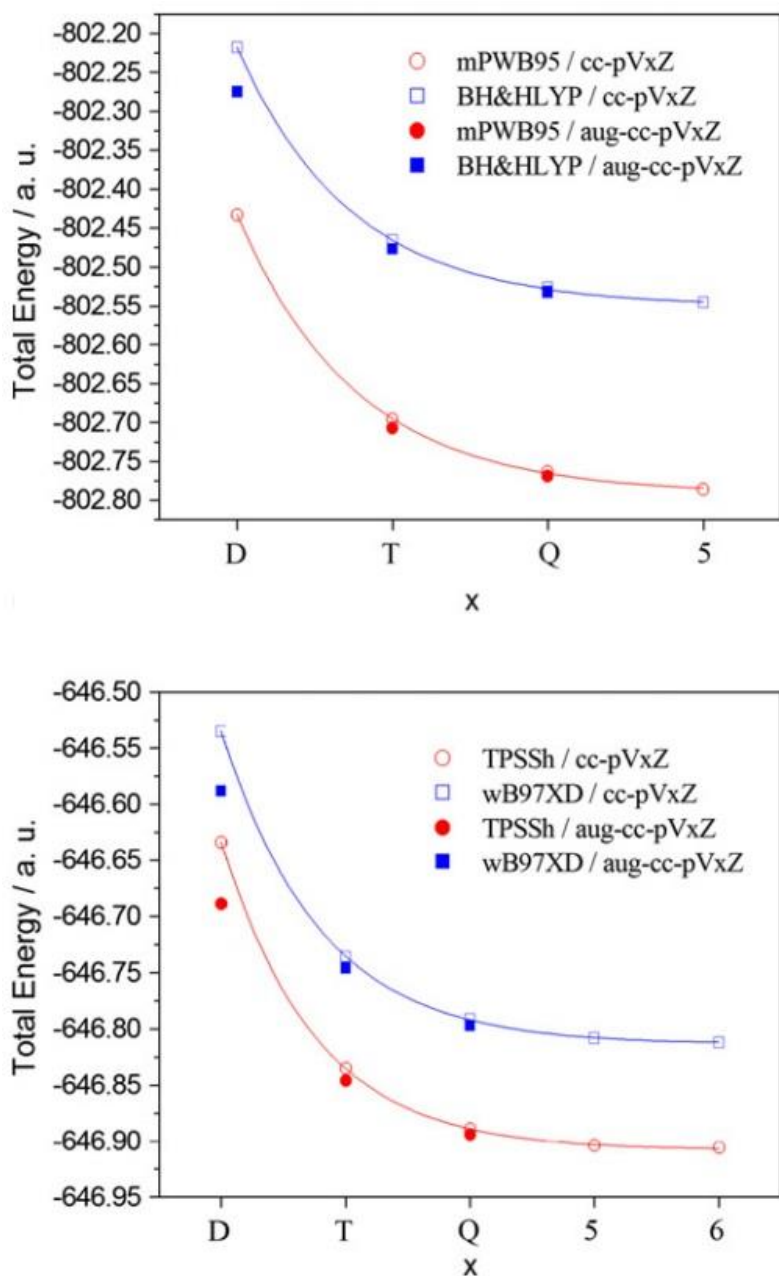 -802.20
-802.25
-802.30
-802.35
-802.40
-802.45
-802.50
-802.55
-802.60
-802.65
-802.70
-802.75
-802.80
Total Energy / a. u.
mPWB95 / cc-pVxZ
BH&HLYP / cc-pVxZ
mPWB95 / aug-cc-pVxZ
BH&HLYP / aug-cc-pVxZ
D T Q 5
x
-646.50
-646.55
-646.60
-646.65
-646.70
-646.75
-646.80
-646.85
-646.90
-646.95
Total Energy / a. u.
TPSSh / cc-pVxZ
wB97XD / cc-pVxZ
TPSSh / aug-cc-pVxZ
wB97XD / aug-cc-pVxZ
D T Q 5 6
x